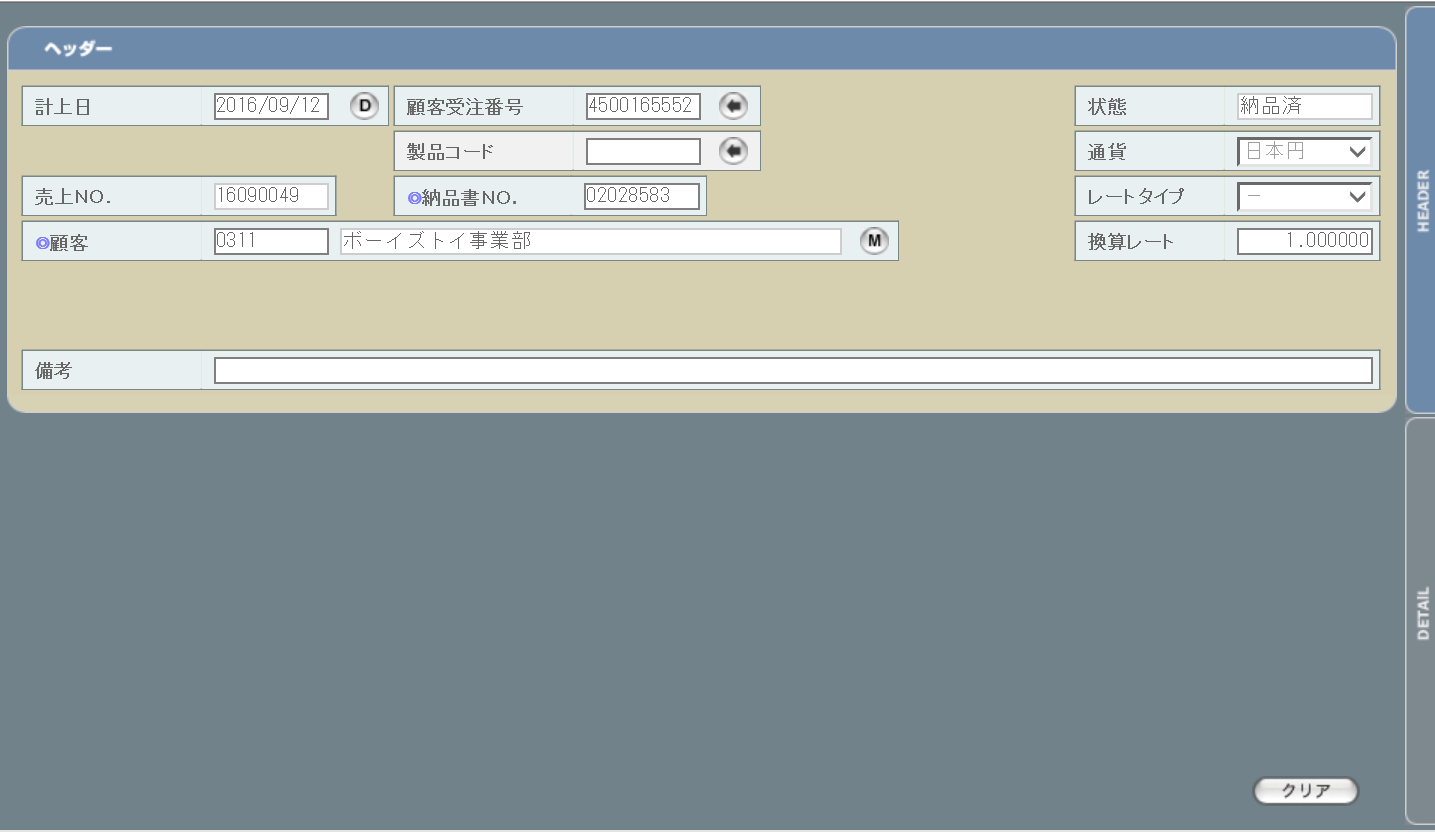 ヘッダー
計上日 2016/09/12 D 顧客受注番号 4500165552 状態 納品済
製品コード 通貨 日本円
売上NO. 16090049 ◎納品書NO. 02028583 レートタイプ －
◎顧客 0311 ボーイズトイ事業部 M 換算レート 1.000000
備考
HEADER
DETAIL
クリア